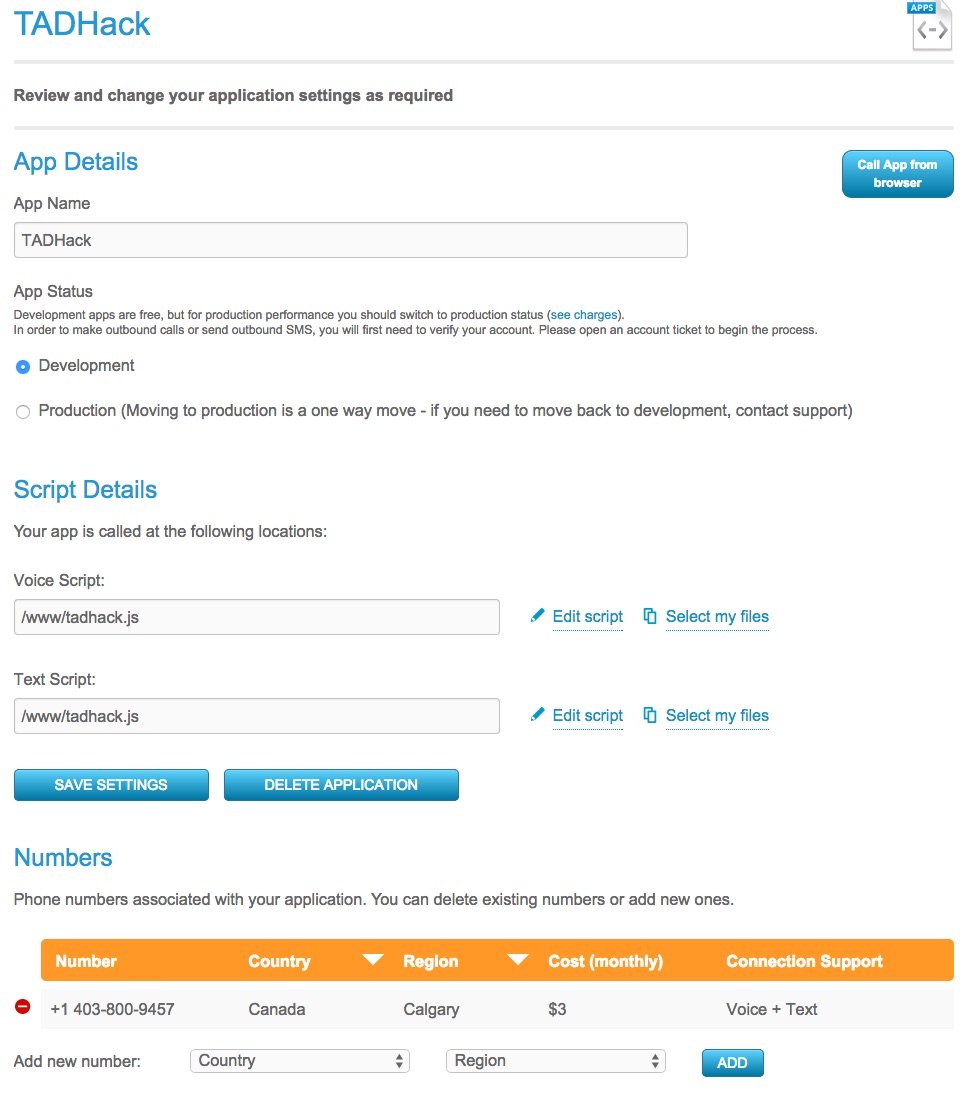 TADHack
APPS
Review and change your application settings as required
App Details
Call App from
browser
App Name
TADHack
App Status
Development apps are free, but for production performance you should switch to production status (see charges).
In order to make outbound calls or send outbound SMS, you will first need to verify your account. Please open an account ticket to begin the process.
Development
Production (Moving to production is a one way move - if you need to move back to development, contact support)
Script Details
Your app is called at the following locations:
Voice Script:
/www/tadhack.js Edit script Select my files
Text Script:
/www/tadhack.js Edit script Select my files
SAVE SETTINGS DELETE APPLICATION
Numbers
Phone numbers associated with your application. You can delete existing numbers or add new ones.
Number Country Region Cost (monthly) Connection Support
+1 403-800-9457 Canada Calgary $3 Voice + Text
Add new number: Country Region ADD